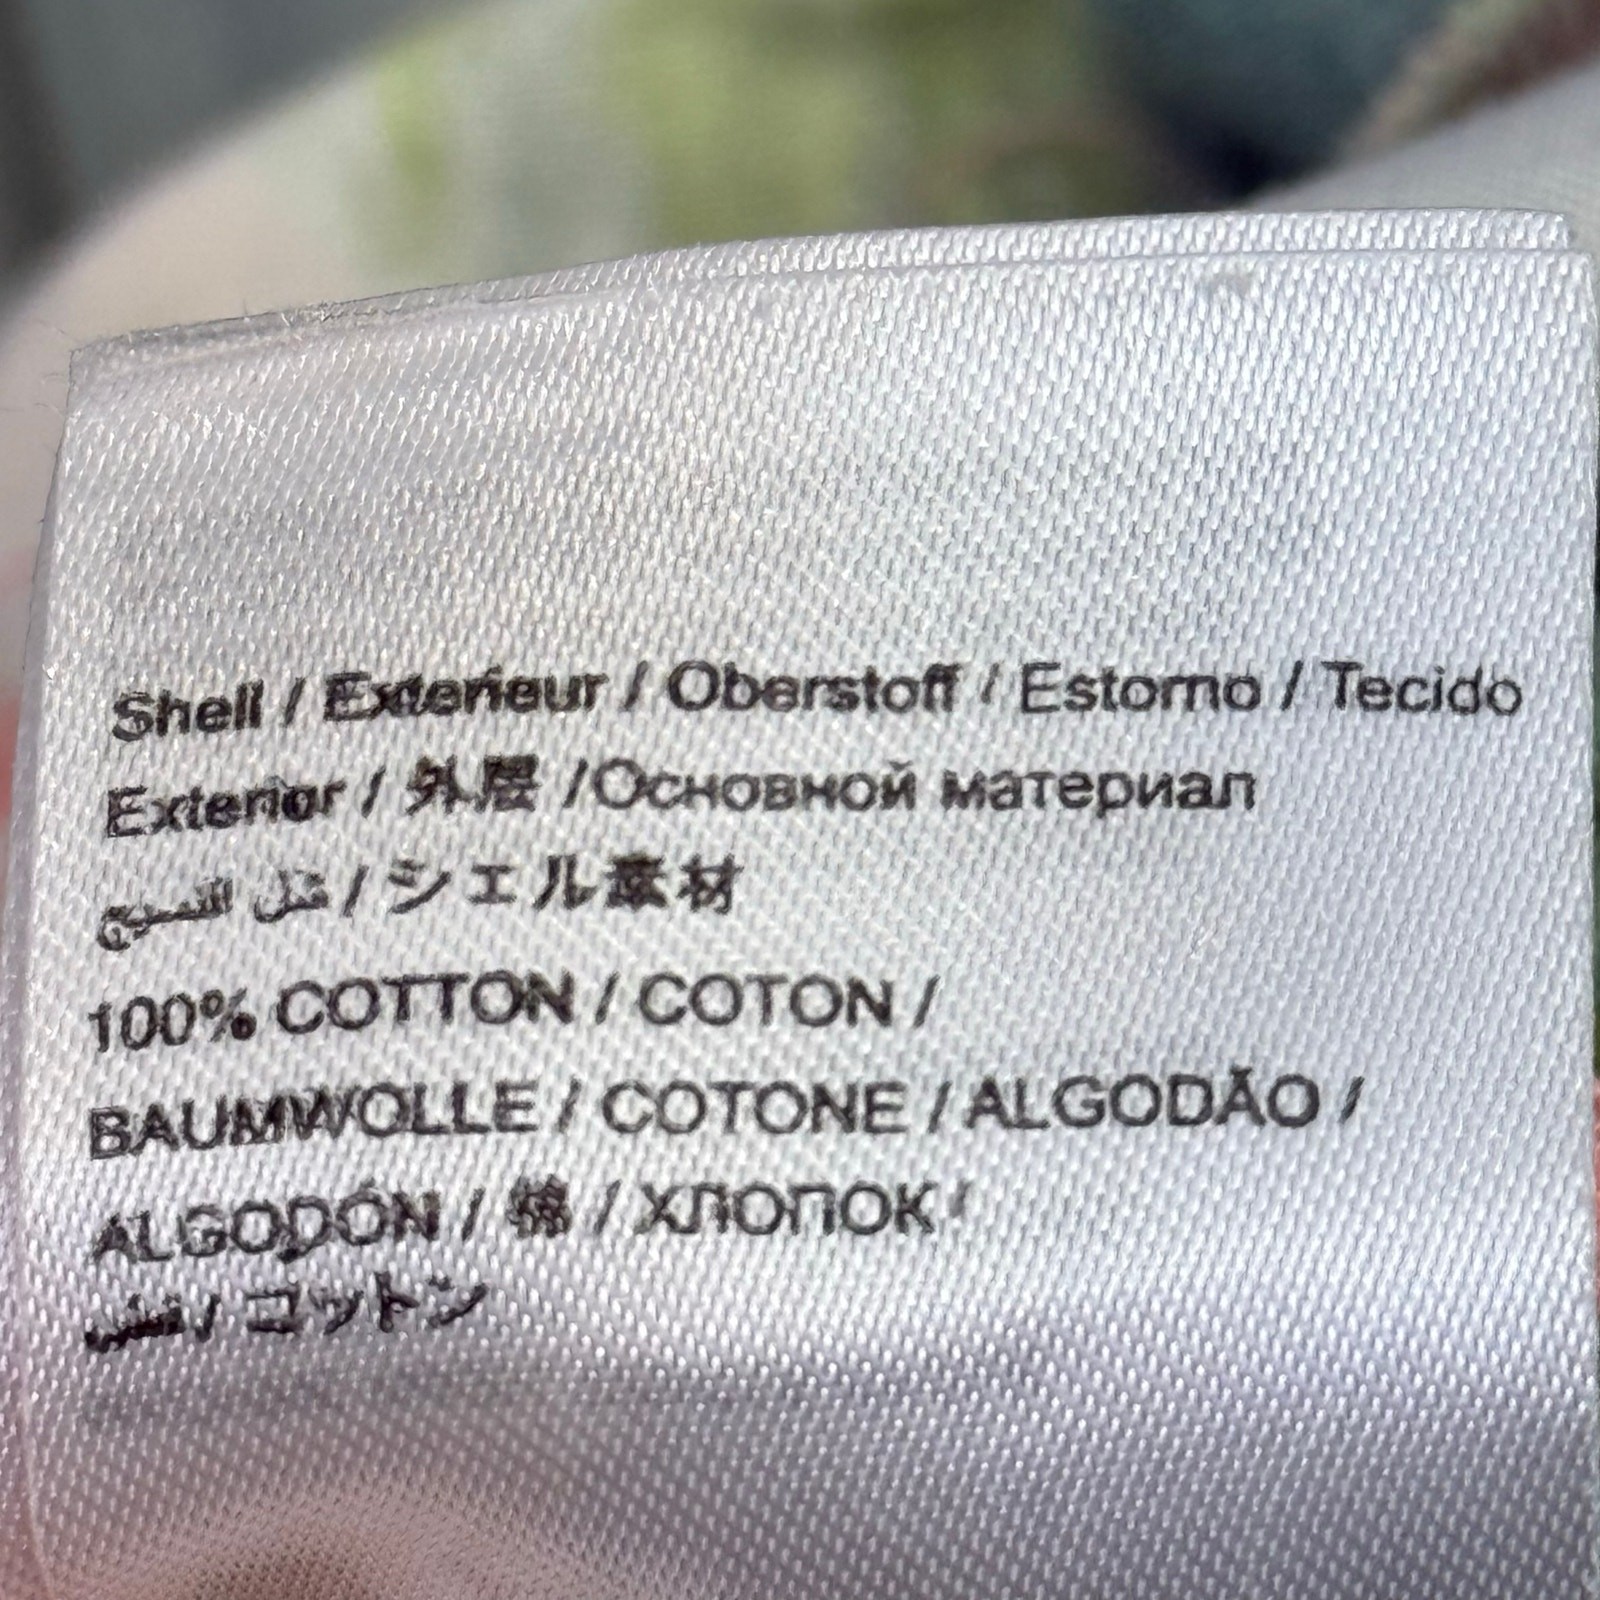 Shell / Exterieur / Oberstoff / Estorno / Tecido
Exterior / 外层 /Основной материал
/ シェル素材
100% COTTON / COTON /
BAUMWOLLE / COTONE / ALGODÃO /
ALGODÓN / 棉 / ХЛОПОК /
/ コットン